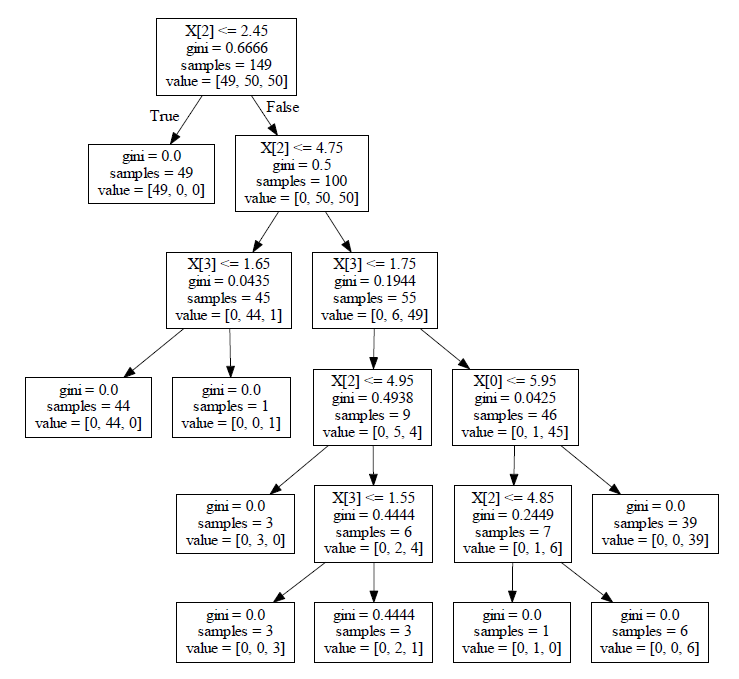 X[2] <= 2.45
gini = 0.6666
samples = 149
value = [49, 50, 50]
True
False
gini = 0.0
samples = 49
value = [49, 0, 0]
X[2] <= 4.75
gini = 0.5
samples = 100
value = [0, 50, 50]
X[3] <= 1.65
gini = 0.0435
samples = 45
value = [0, 44, 1]
X[3] <= 1.75
gini = 0.1944
samples = 55
value = [0, 6, 49]
gini = 0.0
samples = 44
value = [0, 44, 0]
gini = 0.0
samples = 1
value = [0, 0, 1]
X[2] <= 4.95
gini = 0.4938
samples = 9
value = [0, 5, 4]
X[0] <= 5.95
gini = 0.0425
samples = 46
value = [0, 1, 45]
gini = 0.0
samples = 3
value = [0, 3, 0]
X[3] <= 1.55
gini = 0.4444
samples = 6
value = [0, 2, 4]
X[2] <= 4.85
gini = 0.2449
samples = 7
value = [0, 1, 6]
gini = 0.0
samples = 39
value = [0, 0, 39]
gini = 0.0
samples = 3
value = [0, 0, 3]
gini = 0.4444
samples = 3
value = [0, 2, 1]
gini = 0.0
samples = 1
value = [0, 1, 0]
gini = 0.0
samples = 6
value = [0, 0, 6]